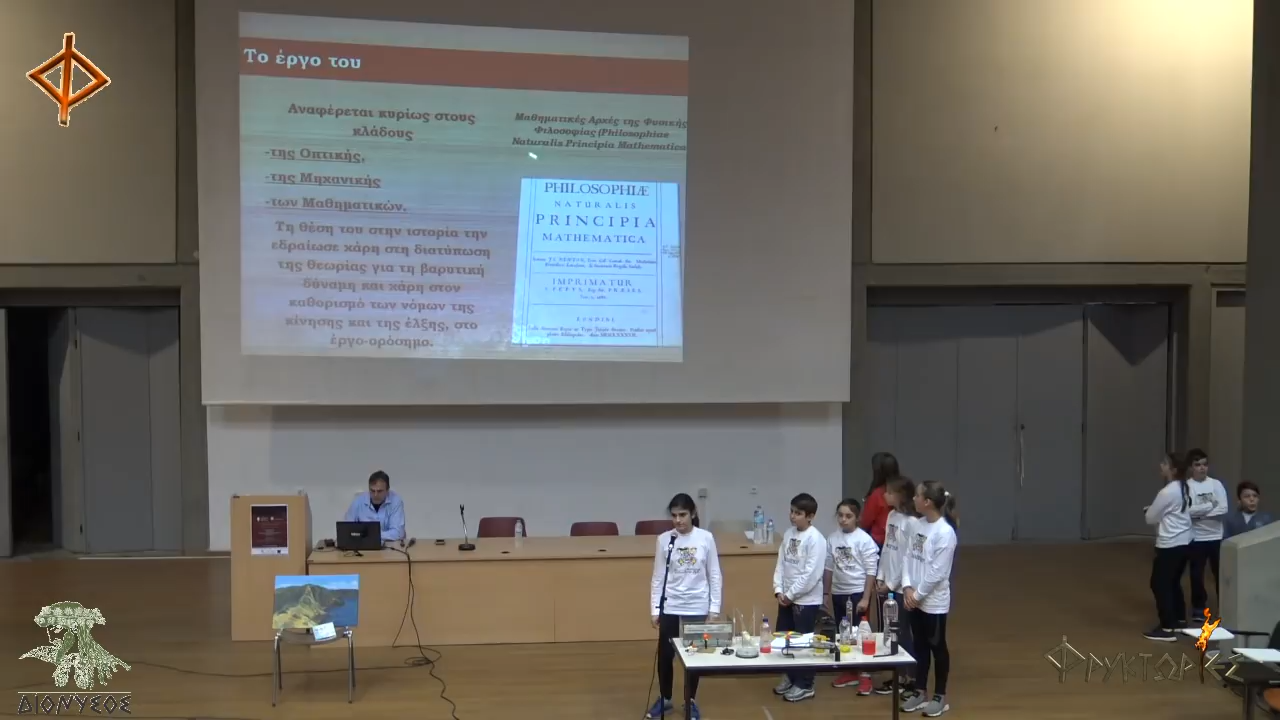 Το έργο του
Αναφέρεται κυρίως στους
κλάδους
-της Οπτικής,
-της Μηχανικής
-των Μαθηματικών.
Τη θέση του στην ιστορία την
εδραίωσε χάρη στη διατύπωση
της θεωρίας για τη βαρυτική
δύναμη και χάρη στον
καθορισμό των νόμων της
κίνησης και της έλξης, στο
έργο-ορόσημο.
Μαθηματικές Αρχές της Φυσικής
Φιλοσοφίας (Philosophiae
Naturalis Principia Mathematica
PHILOSOPHIÆ
NATURALIS
PRINCIPIA
MATHEMATICA
IMPRIMATUR
LONDINI
ΔΙΟΝΥΣΟΣ
ΦΡΥΚΤΩΡΙΕΣ